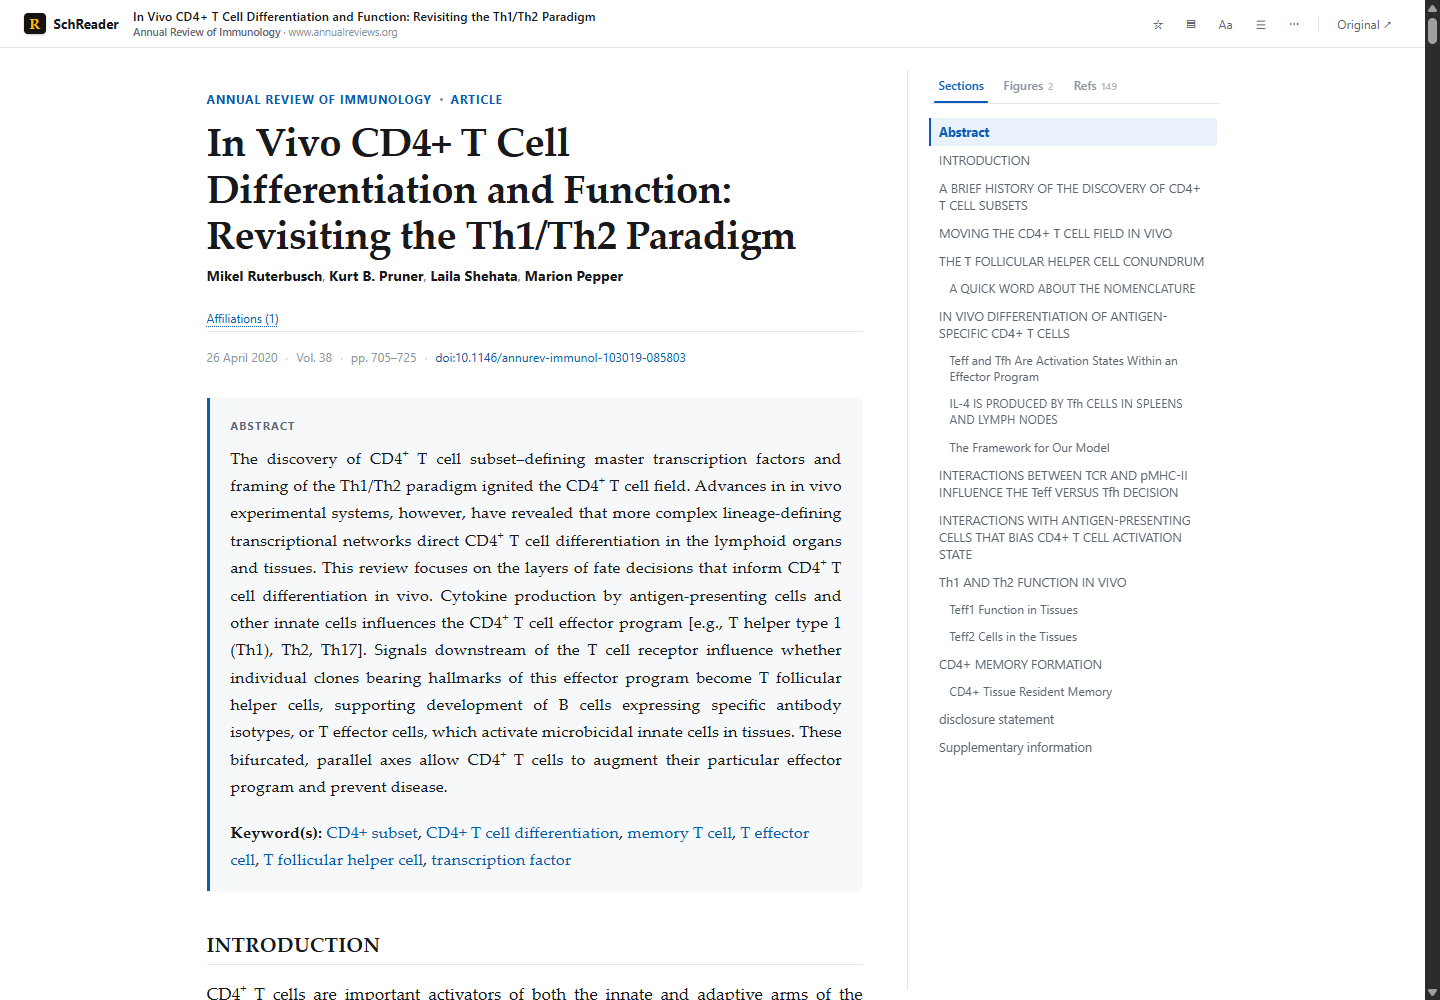 R SchReader
In Vivo CD4+ T Cell Differentiation and Function: Revisiting the Th1/Th2 Paradigm
Annual Review of Immunology · www.annualreviews.org
Aa
Original ↗
ANNUAL REVIEW OF IMMUNOLOGY • ARTICLE
In Vivo CD4+ T Cell
Differentiation and Function:
Revisiting the Th1/Th2 Paradigm
Mikel Ruterbusch, Kurt B. Pruner, Laila Shehata, Marion Pepper
Affiliations (1)
26 April 2020 · Vol. 38 · pp. 705–725 · doi:10.1146/annurev-immunol-103019-085803
ABSTRACT
The discovery of CD4⁺ T cell subset–defining master transcription factors and
framing of the Th1/Th2 paradigm ignited the CD4⁺ T cell field. Advances in in vivo
experimental systems, however, have revealed that more complex lineage-defining
transcriptional networks direct CD4⁺ T cell differentiation in the lymphoid organs
and tissues. This review focuses on the layers of fate decisions that inform CD4⁺ T
cell differentiation in vivo. Cytokine production by antigen-presenting cells and
other innate cells influences the CD4⁺ T cell effector program [e.g., T helper type 1
(Th1), Th2, Th17]. Signals downstream of the T cell receptor influence whether
individual clones bearing hallmarks of this effector program become T follicular
helper cells, supporting development of B cells expressing specific antibody
isotypes, or T effector cells, which activate microbicidal innate cells in tissues. These
bifurcated, parallel axes allow CD4⁺ T cells to augment their particular effector
program and prevent disease.
Keyword(s): CD4+ subset, CD4+ T cell differentiation, memory T cell, T effector
cell, T follicular helper cell, transcription factor
INTRODUCTION
CD4⁺ T cells are important activators of both the innate and adaptive arms of the
Sections Figures 2 Refs 149
Abstract
INTRODUCTION
A BRIEF HISTORY OF THE DISCOVERY OF CD4+
T CELL SUBSETS
MOVING THE CD4+ T CELL FIELD IN VIVO
THE T FOLLICULAR HELPER CELL CONUNDRUM
A QUICK WORD ABOUT THE NOMENCLATURE
IN VIVO DIFFERENTIATION OF ANTIGEN-
SPECIFIC CD4+ T CELLS
Teff and Tfh Are Activation States Within an
Effector Program
IL-4 IS PRODUCED BY Tfh CELLS IN SPLEENS
AND LYMPH NODES
The Framework for Our Model
INTERACTIONS BETWEEN TCR AND pMHC-II
INFLUENCE THE Teff VERSUS Tfh DECISION
INTERACTIONS WITH ANTIGEN-PRESENTING
CELLS THAT BIAS CD4+ T CELL ACTIVATION
STATE
Th1 AND Th2 FUNCTION IN VIVO
Teff1 Function in Tissues
Teff2 Cells in the Tissues
CD4+ MEMORY FORMATION
CD4+ Tissue Resident Memory
disclosure statement
Supplementary information